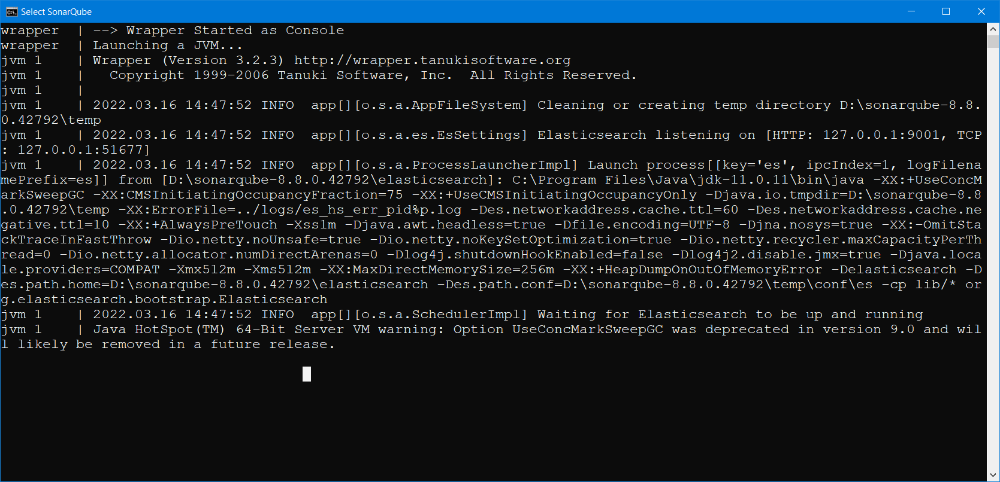 Select SonarQube
wrapper  | --> Wrapper Started as Console
wrapper  | Launching a JVM...
jvm 1    | Wrapper (Version 3.2.3) http://wrapper.tanukisoftware.org
jvm 1    |   Copyright 1999-2006 Tanuki Software, Inc.  All Rights Reserved.
jvm 1    |
jvm 1    | 2022.03.16 14:47:52 INFO  app[][o.s.a.AppFileSystem] Cleaning or creating temp directory D:\sonarqube-8.8.
0.42792\temp
jvm 1    | 2022.03.16 14:47:52 INFO  app[][o.s.a.es.EsSettings] Elasticsearch listening on [HTTP: 127.0.0.1:9001, TCP
: 127.0.0.1:51677]
jvm 1    | 2022.03.16 14:47:52 INFO  app[][o.s.a.ProcessLauncherImpl] Launch process[[key='es', ipcIndex=1, logFilena
mePrefix=es]] from [D:\sonarqube-8.8.0.42792\elasticsearch]: C:\Program Files\Java\jdk-11.0.11\bin\java -XX:+UseConcM
arkSweepGC -XX:CMSInitiatingOccupancyFraction=75 -XX:+UseCMSInitiatingOccupancyOnly -Djava.io.tmpdir=D:\sonarqube-8.8
.0.42792\temp -XX:ErrorFile=../logs/es_hs_err_pid%p.log -Des.networkaddress.cache.ttl=60 -Des.networkaddress.cache.ne
gative.ttl=10 -XX:+AlwaysPreTouch -Xss1m -Djava.awt.headless=true -Dfile.encoding=UTF-8 -Djna.nosys=true -XX:-OmitSta
ckTraceInFastThrow -Dio.netty.noUnsafe=true -Dio.netty.noKeySetOptimization=true -Dio.netty.recycler.maxCapacityPerTh
read=0 -Dio.netty.allocator.numDirectArenas=0 -Dlog4j.shutdownHookEnabled=false -Dlog4j2.disable.jmx=true -Djava.loca
le.providers=COMPAT -Xmx512m -Xms512m -XX:MaxDirectMemorySize=256m -XX:+HeapDumpOnOutOfMemoryError -Delasticsearch -D
es.path.home=D:\sonarqube-8.8.0.42792\elasticsearch -Des.path.conf=D:\sonarqube-8.8.0.42792\temp\conf\es -cp lib/* or
g.elasticsearch.bootstrap.Elasticsearch
jvm 1    | 2022.03.16 14:47:52 INFO  app[][o.s.a.SchedulerImpl] Waiting for Elasticsearch to be up and running
jvm 1    | Java HotSpot(TM) 64-Bit Server VM warning: Option UseConcMarkSweepGC was deprecated in version 9.0 and wil
l likely be removed in a future release.